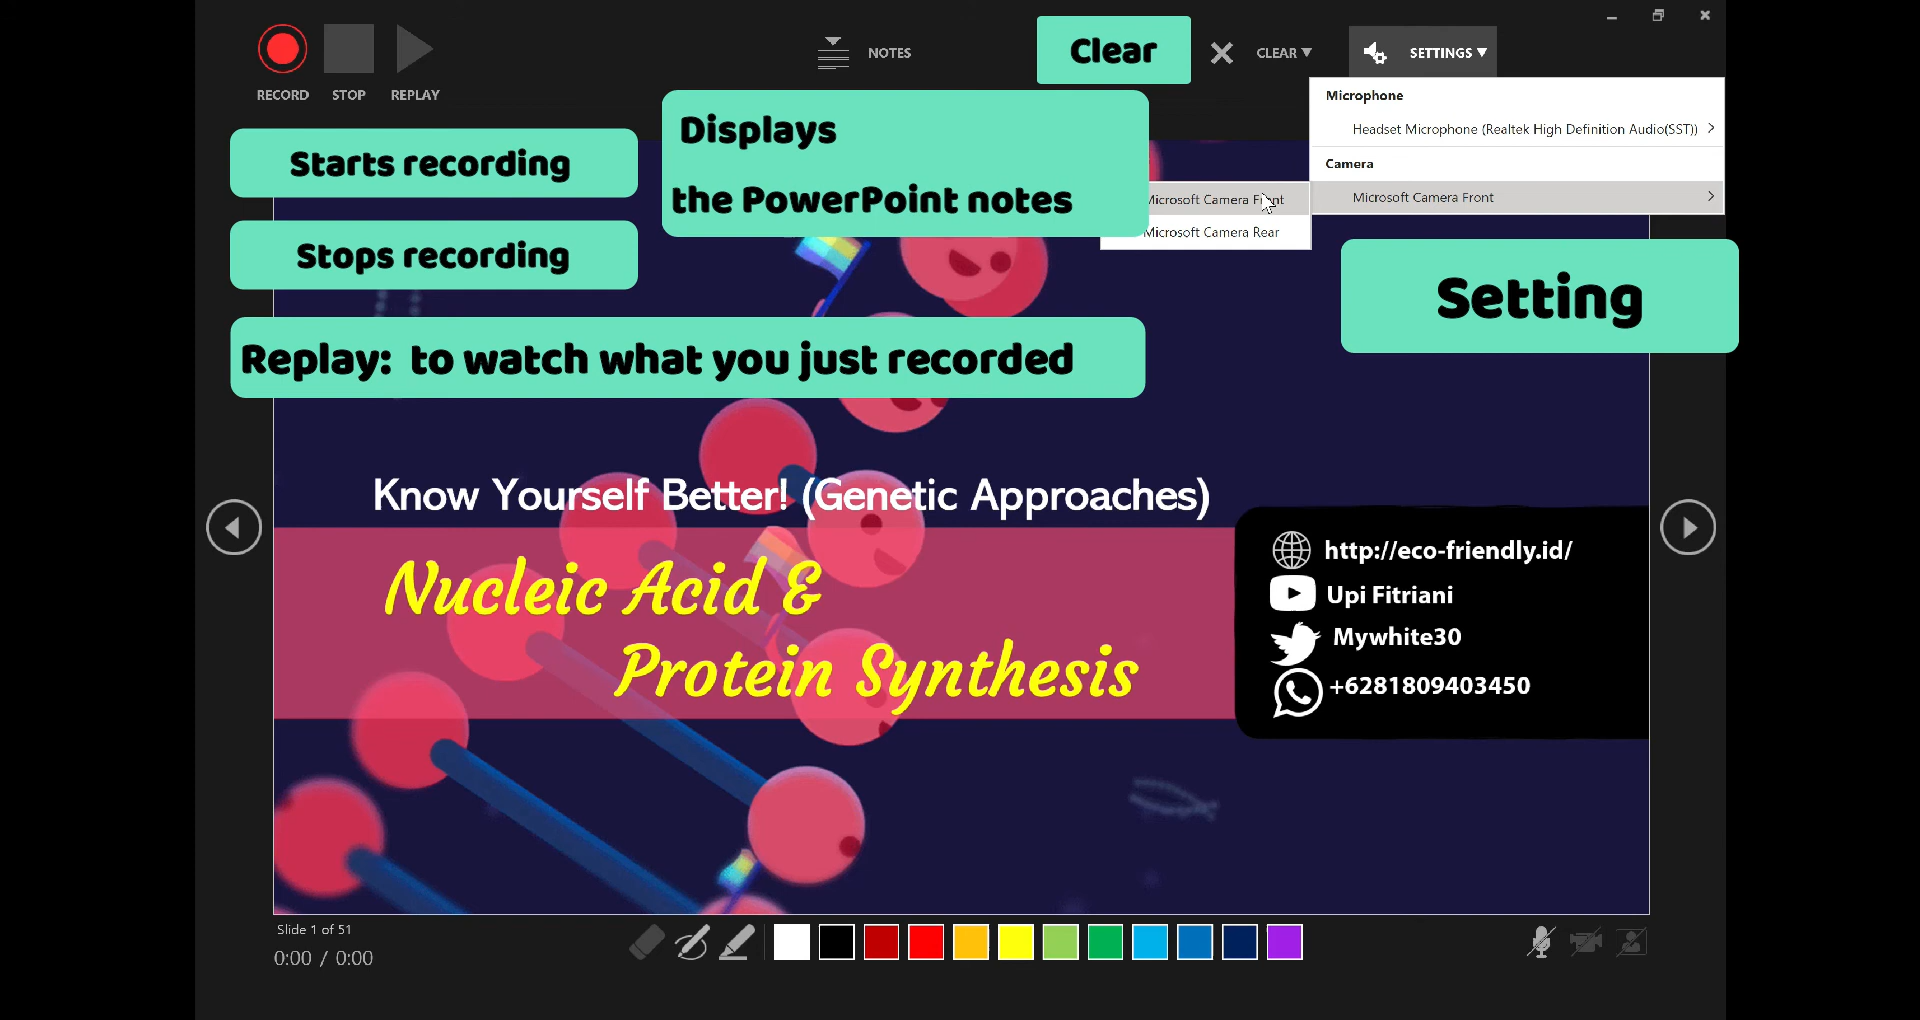 RECORD
STOP
REPLAY
NOTES
Clear
CLEAR
SETTINGS
Microphone
Headset Microphone (Realtek High Definition Audio(SST))
Camera
Microsoft Camera Front
Microsoft Camera Front
Microsoft Camera Rear
Starts recording
Displays
the PowerPoint notes
Stops recording
Setting
Replay: to watch what you just recorded
Know Yourself Better! (Genetic Approaches)
Nucleic Acid &
Protein Synthesis
http://eco-friendly.id/
Upi Fitriani
Mywhite30
+6281809403450
Slide 1 of 51
0:00 / 0:00